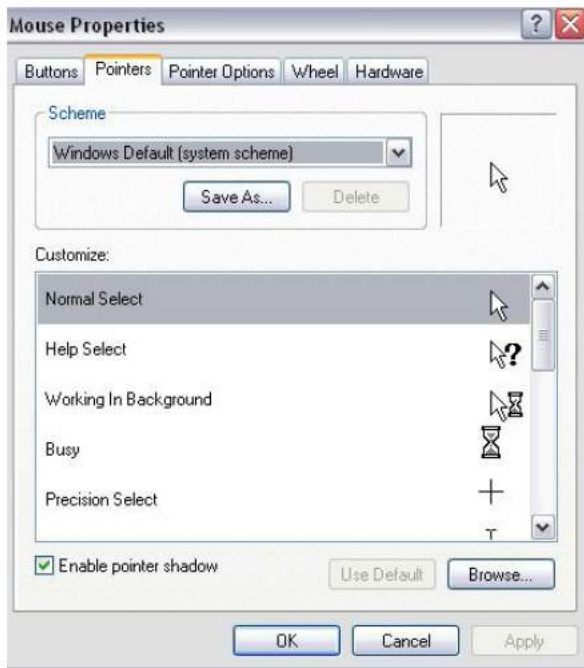 Mouse Properties
Buttons Pointers Pointer Options Wheel Hardware
Scheme
Windows Default (system scheme)
Save As... Delete
Customize:
Normal Select
Help Select
Working In Background
Busy
Precision Select
Enable pointer shadow
Use Default Browse...
OK Cancel Apply